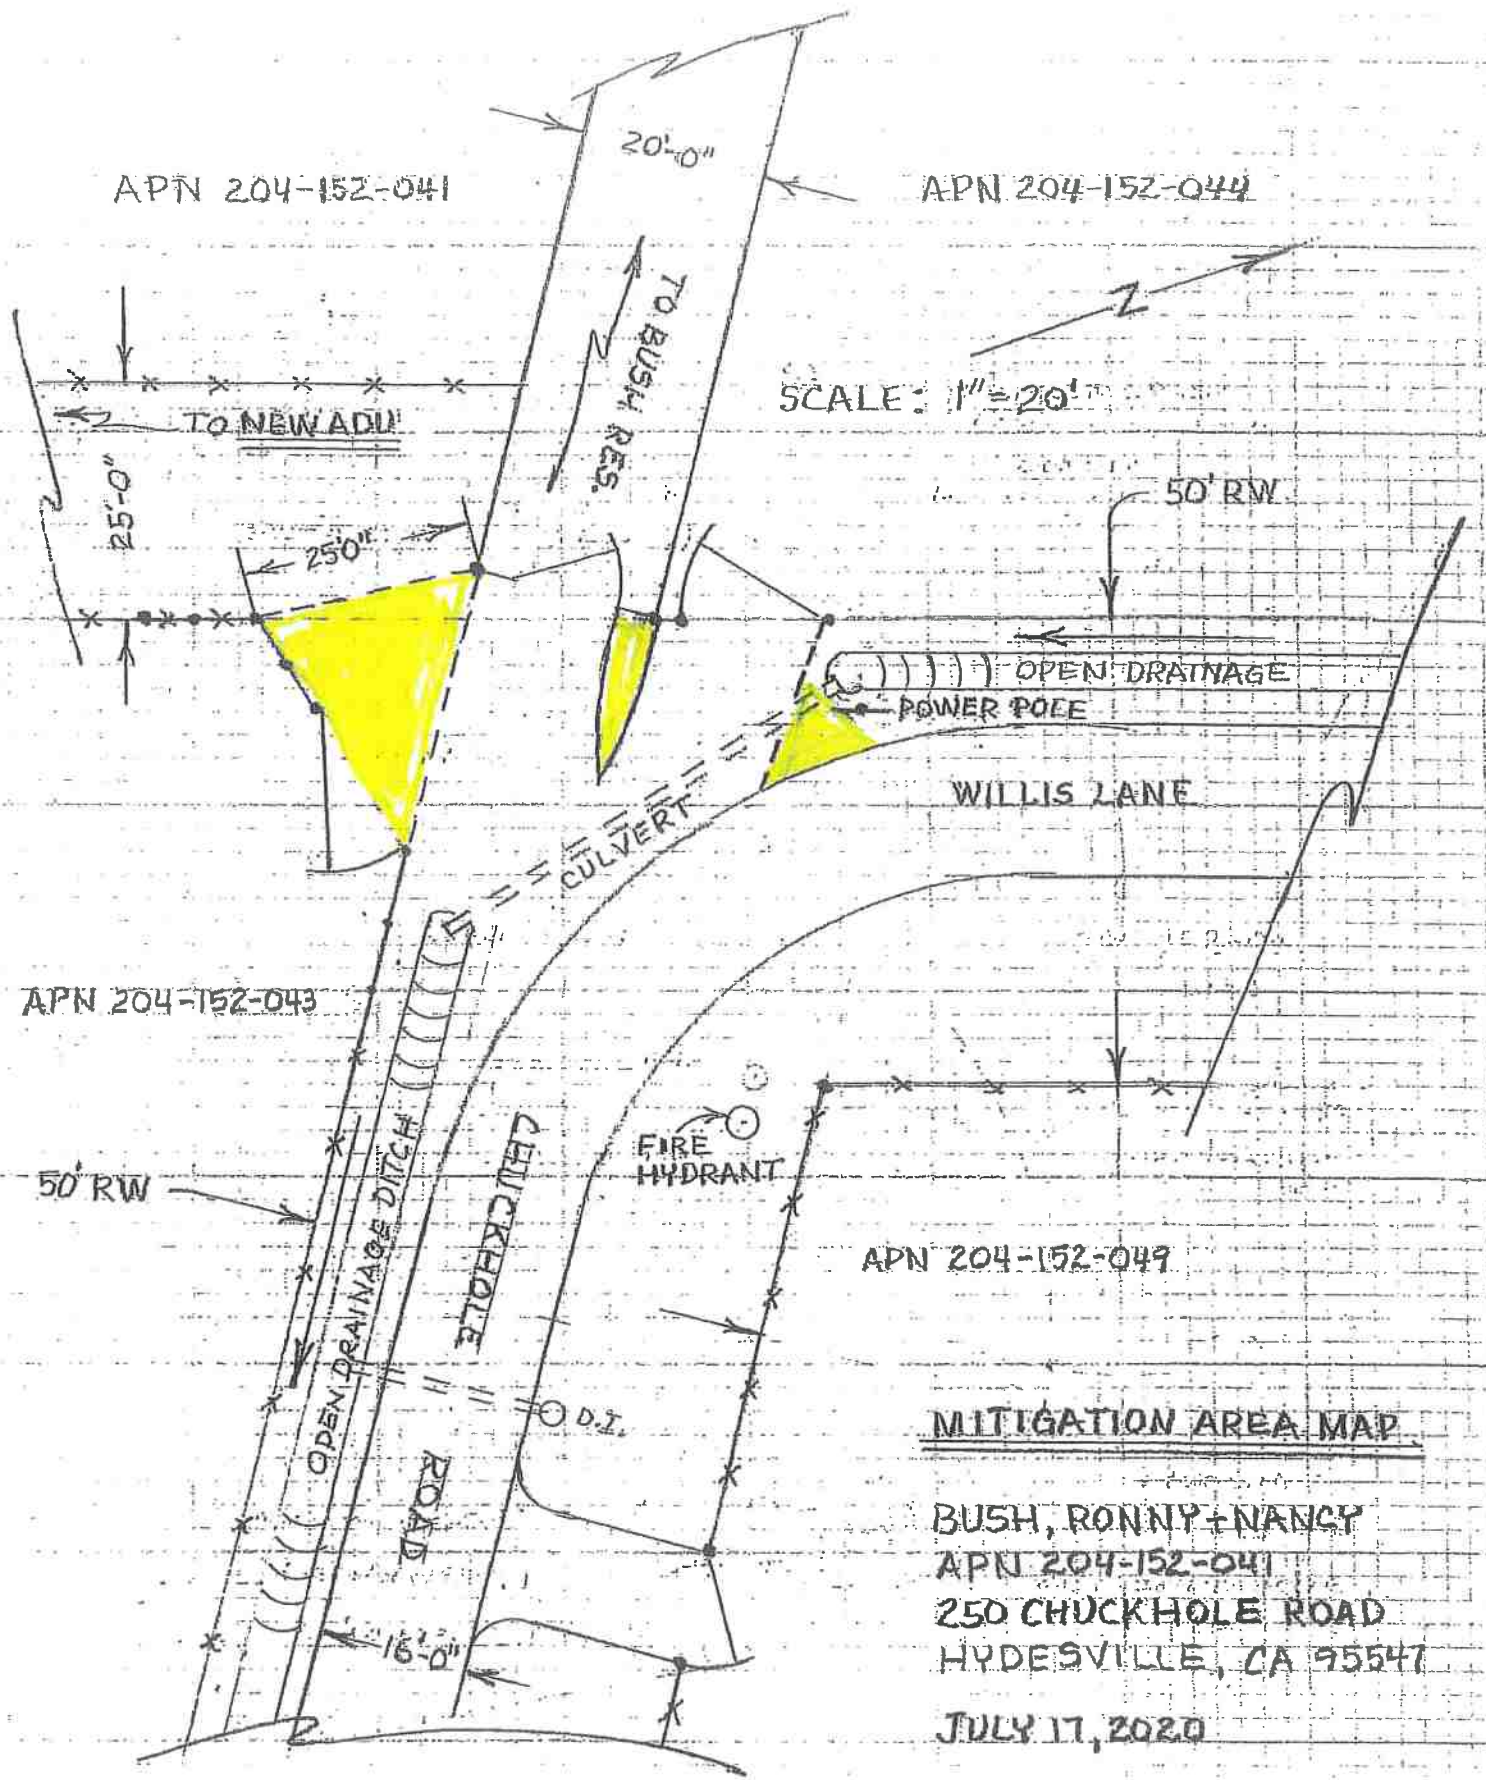 20'-0"
APN 204-152-041
APN 204-152-044
TO BUSH RES.
N
SCALE: 1"=20'
TO NEW ADU
25'-0"
25'0"
50' RW
OPEN DRAINAGE
POWER POLE
WILLIS LANE
CULVERT
APN 204-152-043
FIRE
HYDRANT
50' RW
OPEN DRAINAGE DITCH
CHUCKHOLE
ROAD
APN 204-152-049
D.I.
16'-0"
MITIGATION AREA MAP
BUSH, RONNY+NANCY
APN 204-152-041
250 CHUCKHOLE ROAD
HYDESVILLE, CA 95547
JULY 17, 2020